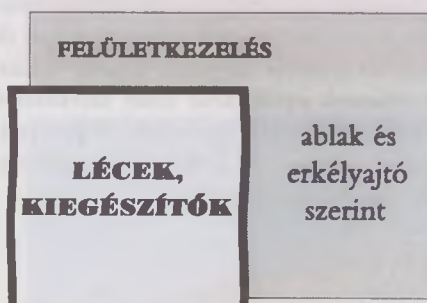 FELÜLETKEZELÉS
LÉCEK,
KIEGÉSZÍTŐK
ablak és
erkélyajtó
szerint